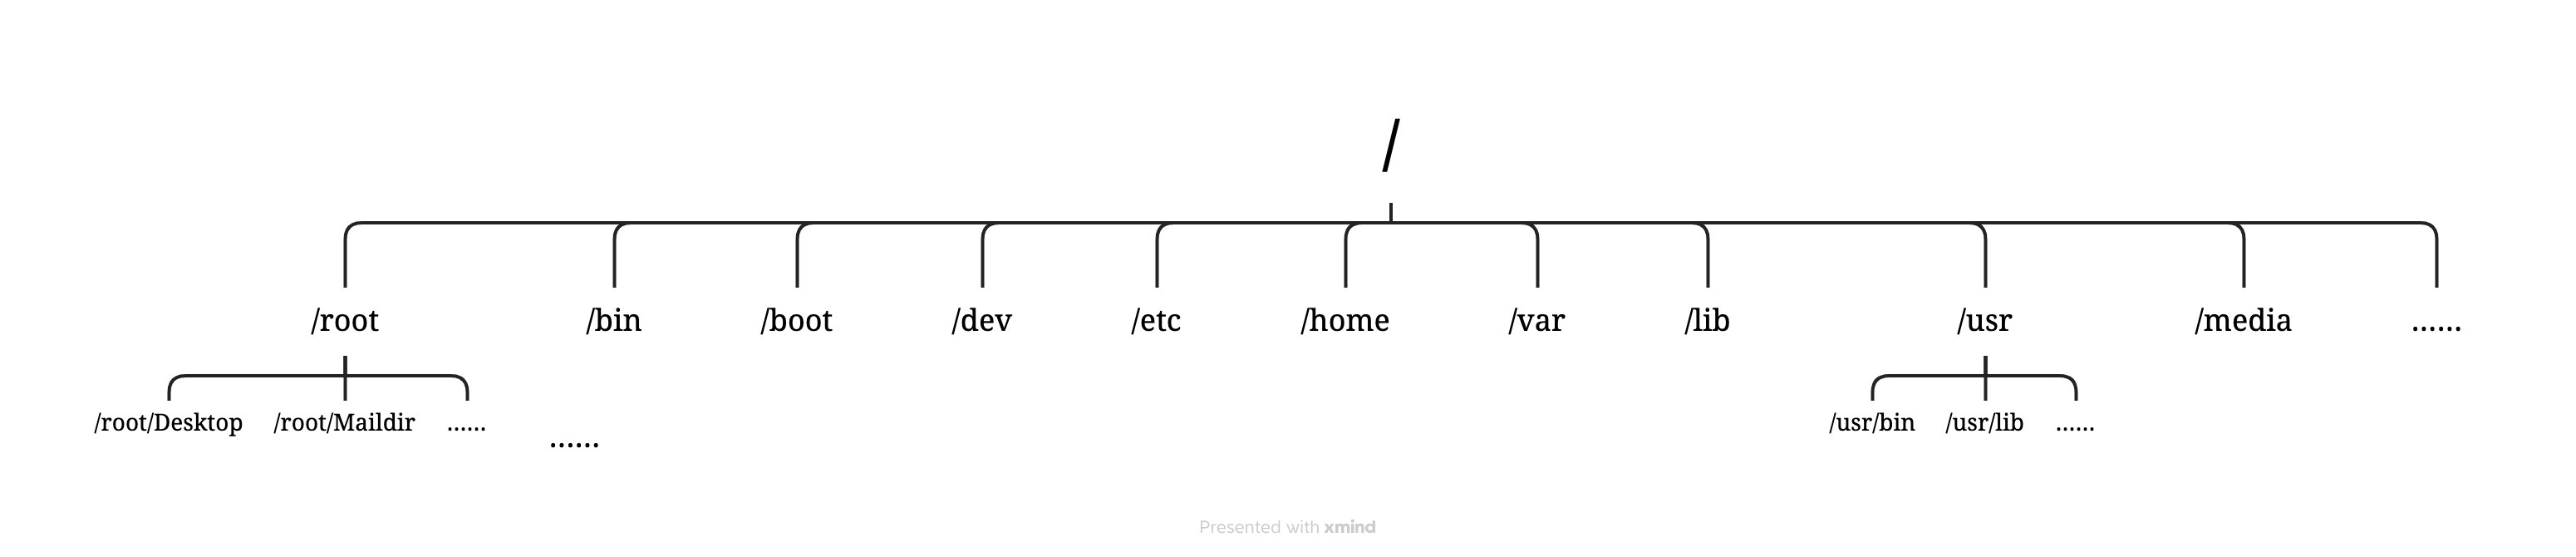 /
/root /bin /boot /dev /etc /home /var /lib /usr /media ......
/root/Desktop /root/Maildir ...... /usr/bin /usr/lib ......
......
Presented with xmind